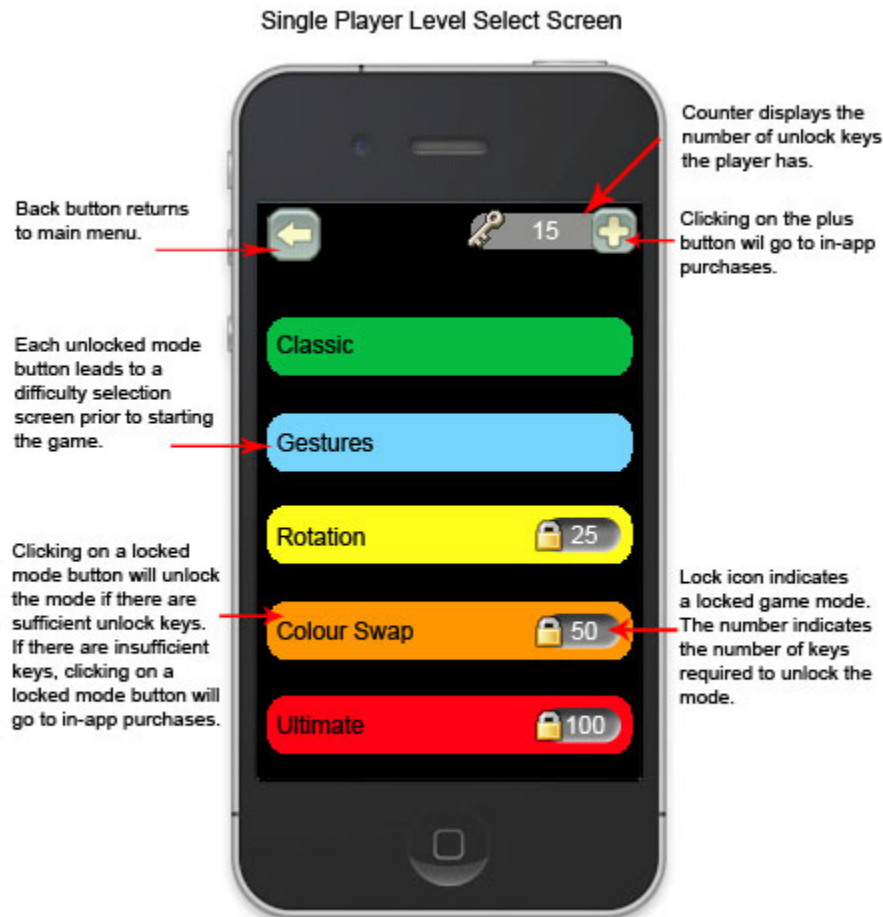 Single Player Level Select Screen
Counter displays the
number of unlock keys
the player has.
Back button returns
to main menu.
15
Clicking on the plus
button wil go to in-app
purchases.
Classic
Each unlocked mode
button leads to a
difficulty selection
screen prior to starting
the game.
Gestures
Rotation
25
Clicking on a locked
mode button will unlock
the mode if there are
sufficient unlock keys.
If there are insufficient
keys, clicking on a
locked mode button will
go to in-app purchases.
Colour Swap
50
Lock icon indicates
a locked game mode.
The number indicates
the number of keys
required to unlock the
mode.
Ultimate
100